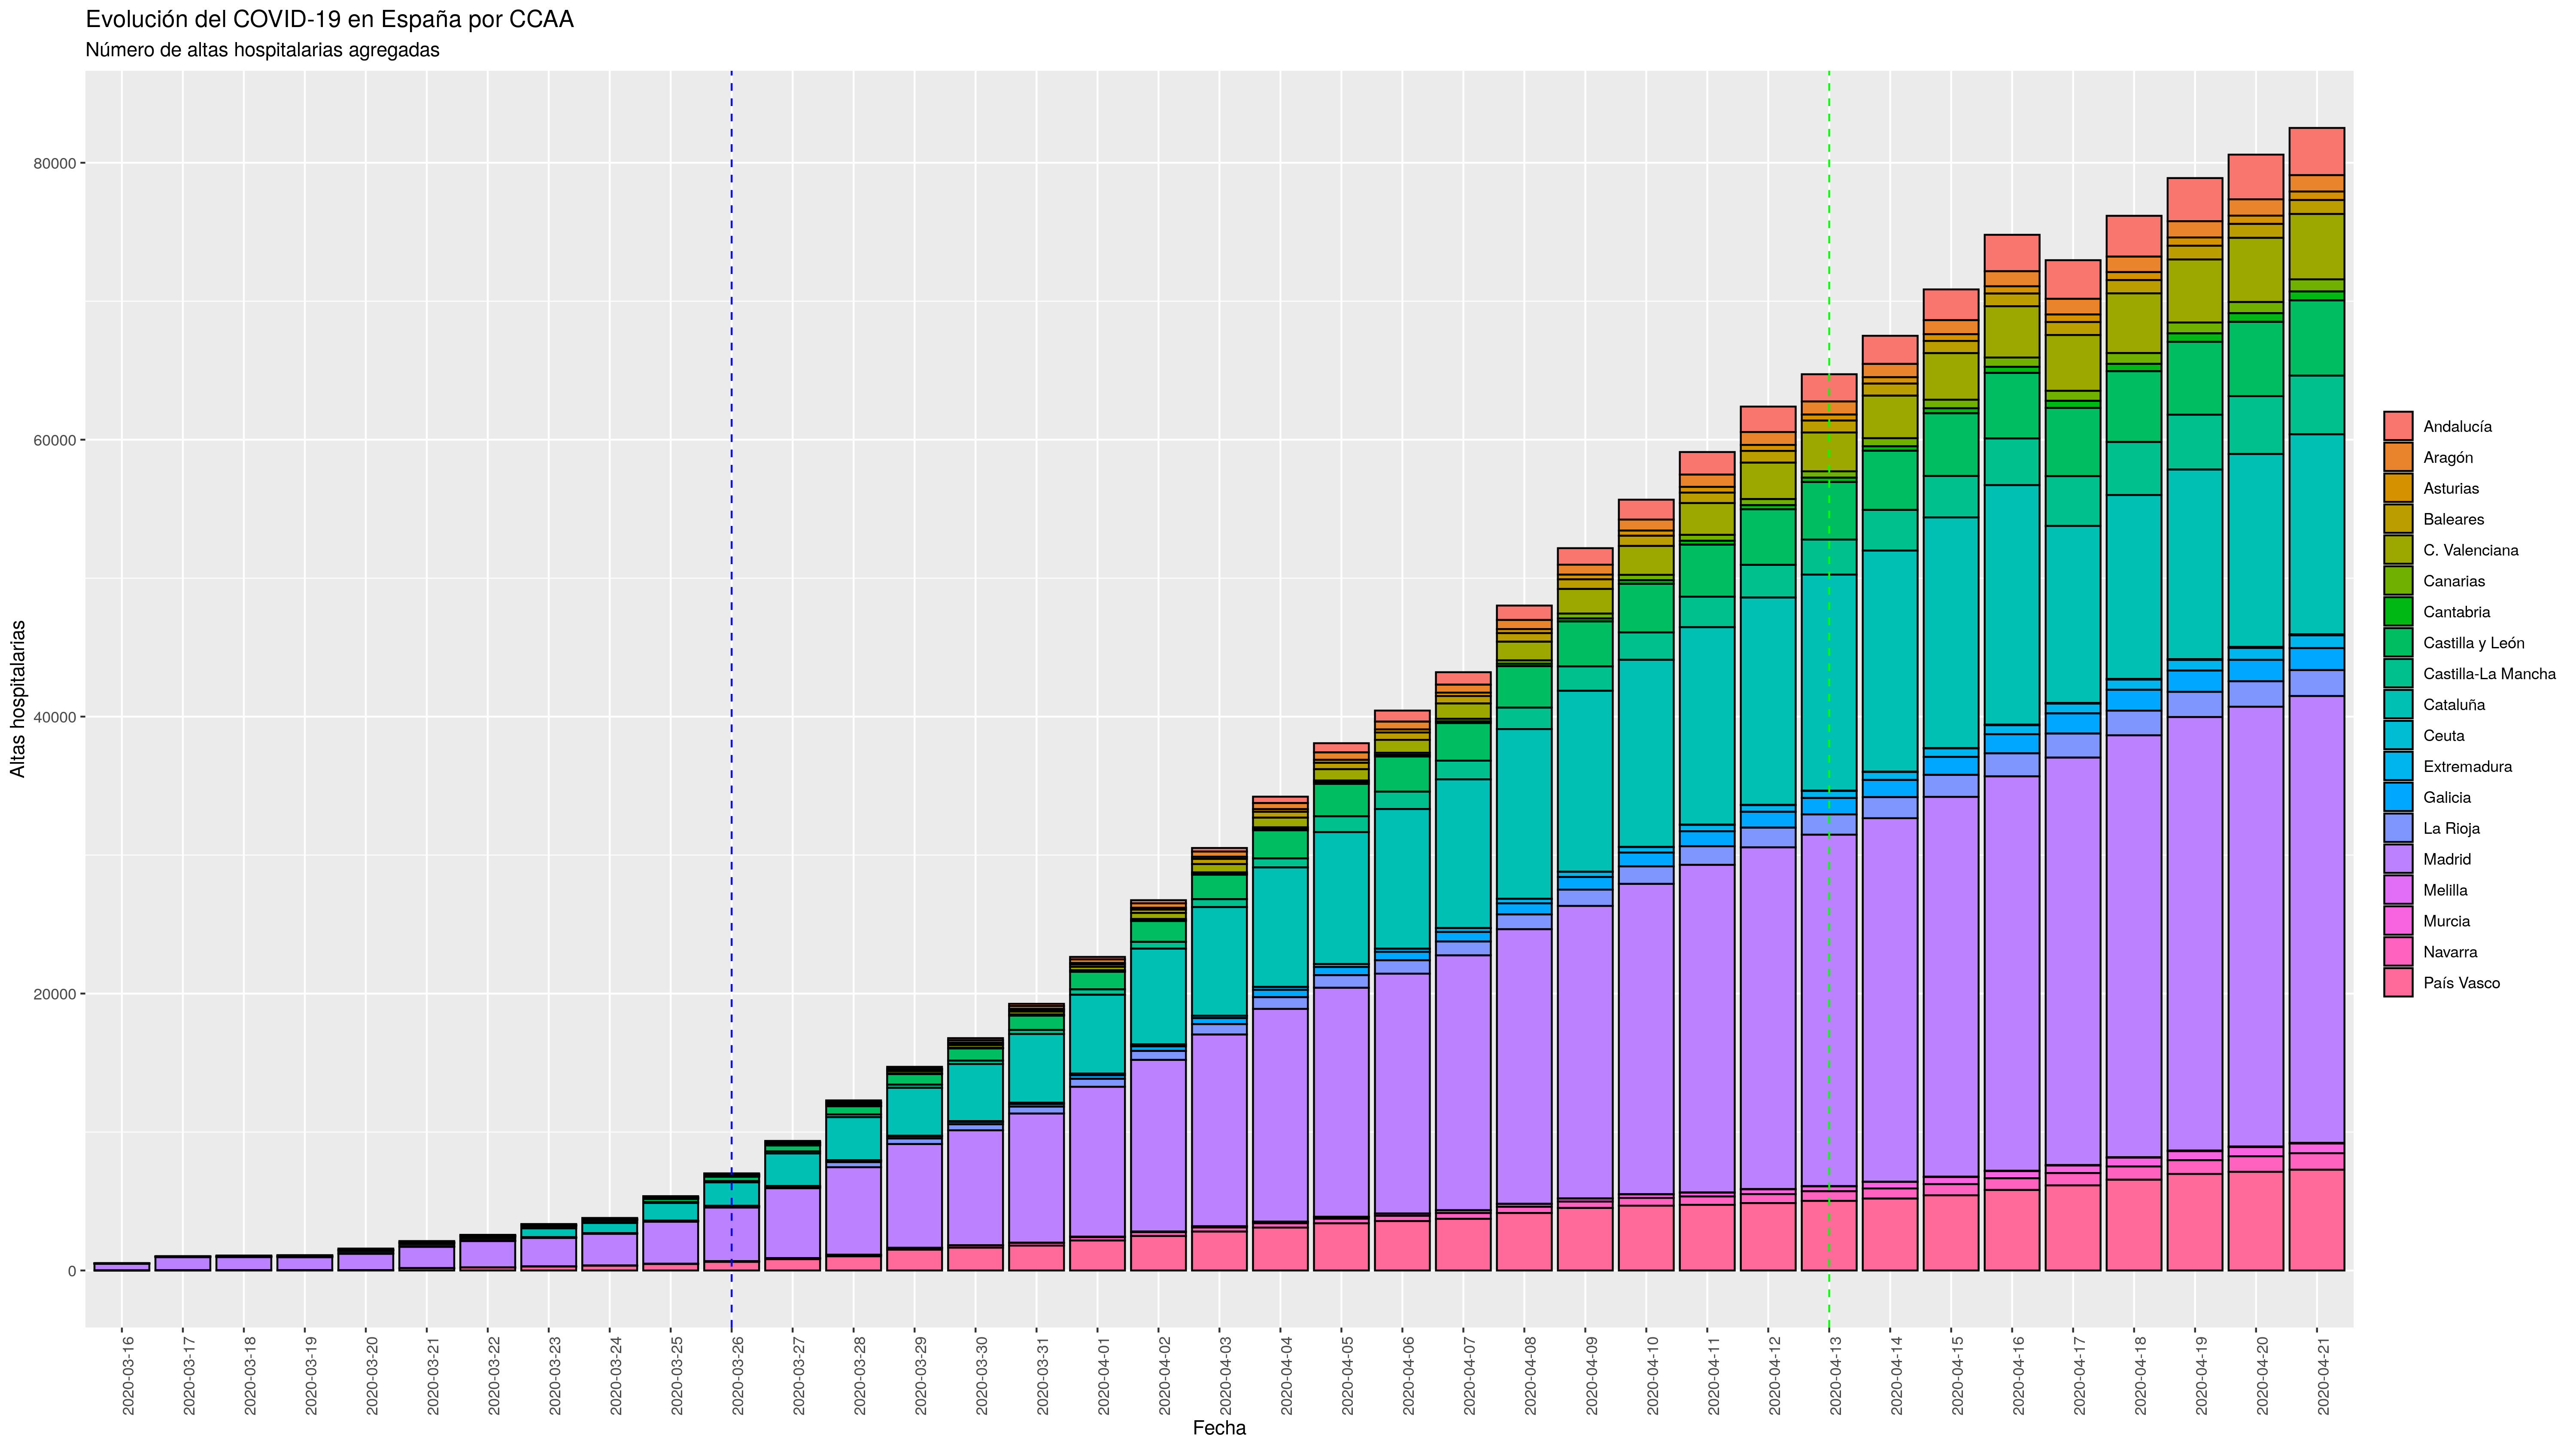 Evolución del COVID-19 en España por CCAA
Número de altas hospitalarias agregadas
Altas hospitalarias
80000
60000
40000
20000
0
2020-03-16
2020-03-17
2020-03-18
2020-03-19
2020-03-20
2020-03-21
2020-03-22
2020-03-23
2020-03-24
2020-03-25
2020-03-26
2020-03-27
2020-03-28
2020-03-29
2020-03-30
2020-03-31
2020-04-01
2020-04-02
2020-04-03
2020-04-04
2020-04-05
2020-04-06
2020-04-07
2020-04-08
2020-04-09
2020-04-10
2020-04-11
2020-04-12
2020-04-13
2020-04-14
2020-04-15
2020-04-16
2020-04-17
2020-04-18
2020-04-19
2020-04-20
2020-04-21
Fecha
Andalucía
Aragón
Asturias
Baleares
C. Valenciana
Canarias
Cantabria
Castilla y León
Castilla-La Mancha
Cataluña
Ceuta
Extremadura
Galicia
La Rioja
Madrid
Melilla
Murcia
Navarra
País Vasco